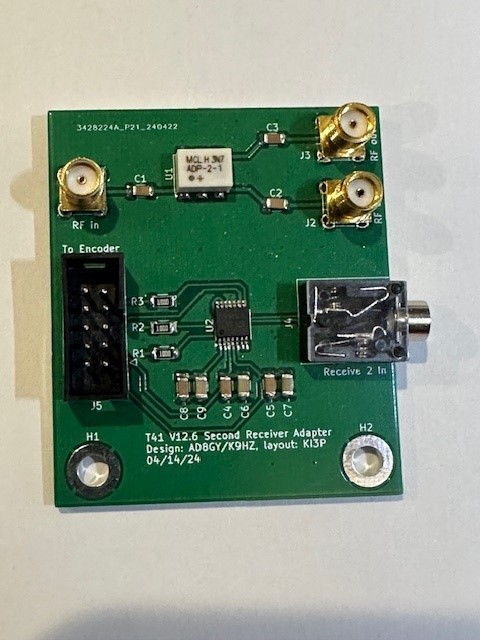 3428224A_P21_240422
C3
J3
RF out
MCL H 3N7
ADP-2-1
U1
C1
C2
J2
RF
RF in
To Encoder
R3
R2
R1
U2
J4
Receive 2 In
J5
C8
C9
C4
C6
C5
C7
H1
H2
T41 V12.6 Second Receiver Adapter
Design: AD8GY/K9HZ, layout: KI3P
04/14/24